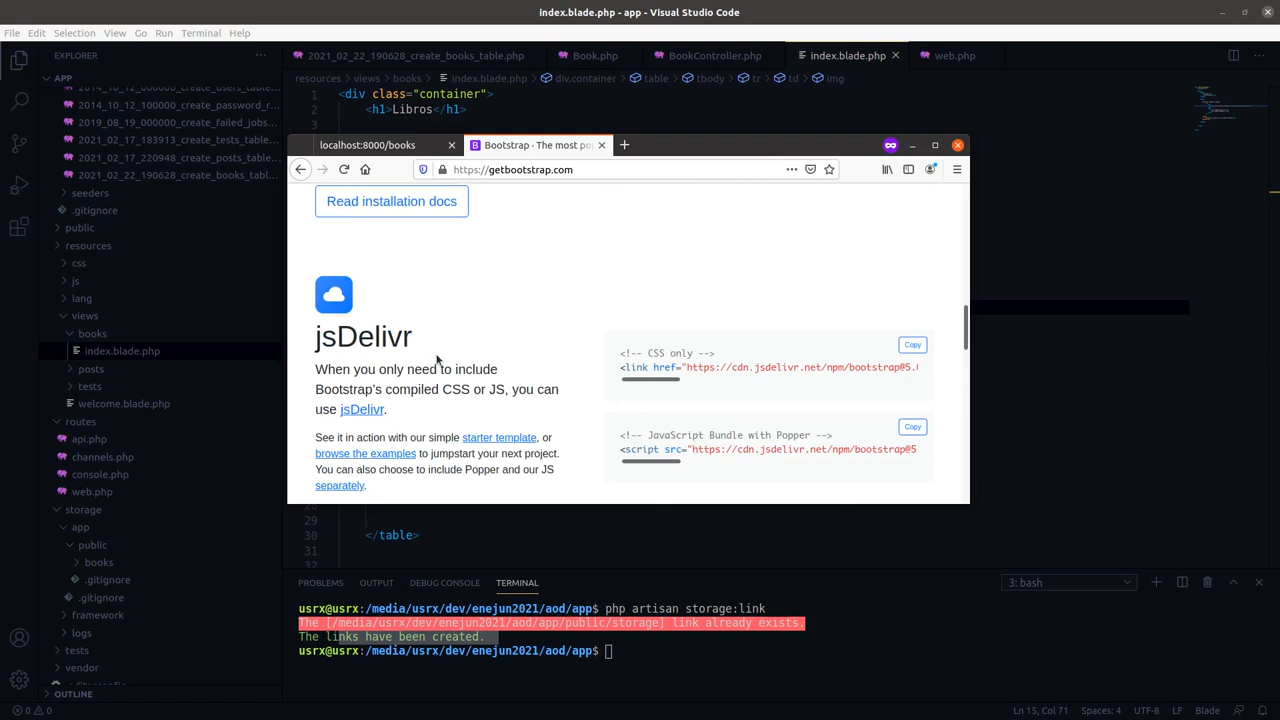 index.blade.php - app - Visual Studio Code
File Edit Selection View Go Run Terminal Help
EXPLORER
2021_02_22_190628_create_books_table.php
Book.php
BookController.php
index.blade.php
web.php
APP
resources > views > books > index.blade.php > div.container > table > tbody > tr > td > img
2014_10_12_000000_create_users_table...
2014_10_12_100000_create_password_r...
2019_08_19_000000_create_failed_jobs...
2021_02_17_183913_create_tests_table...
2021_02_17_220948_create_posts_table...
2021_02_22_190628_create_books_table...
seeders
.gitignore
public
resources
css
js
lang
views
books
index.blade.php
posts
tests
welcome.blade.php
routes
api.php
channels.php
console.php
web.php
storage
app
public
books
.gitignore
.gitignore
framework
logs
tests
vendor
OUTLINE
1 <div class="container">
2 <h1>Libros</h1>
3
localhost:8000/books
Bootstrap · The most po
https://getbootstrap.com
Read installation docs
jsDelivr
When you only need to include
Bootstrap's compiled CSS or JS, you can
use jsDelivr.
See it in action with our simple starter template, or
browse the examples to jumpstart your next project.
You can also choose to include Popper and our JS
separately.
Copy
<!-- CSS only -->
<link href="https://cdn.jsdelivr.net/npm/bootstrap@5.0
Copy
<!-- JavaScript Bundle with Popper -->
<script src="https://cdn.jsdelivr.net/npm/bootstrap@5
29
30 </table>
31
32
PROBLEMS OUTPUT DEBUG CONSOLE TERMINAL
3: bash
usrx@usrx:/media/usrx/dev/enejun2021/aod/app$ php artisan storage:link
The [/media/usrx/dev/enejun2021/aod/app/public/storage] link already exists.
The links have been created.
usrx@usrx:/media/usrx/dev/enejun2021/aod/app$
0 0
Ln 15, Col 71 Spaces: 4 UTF-8 LF Blade